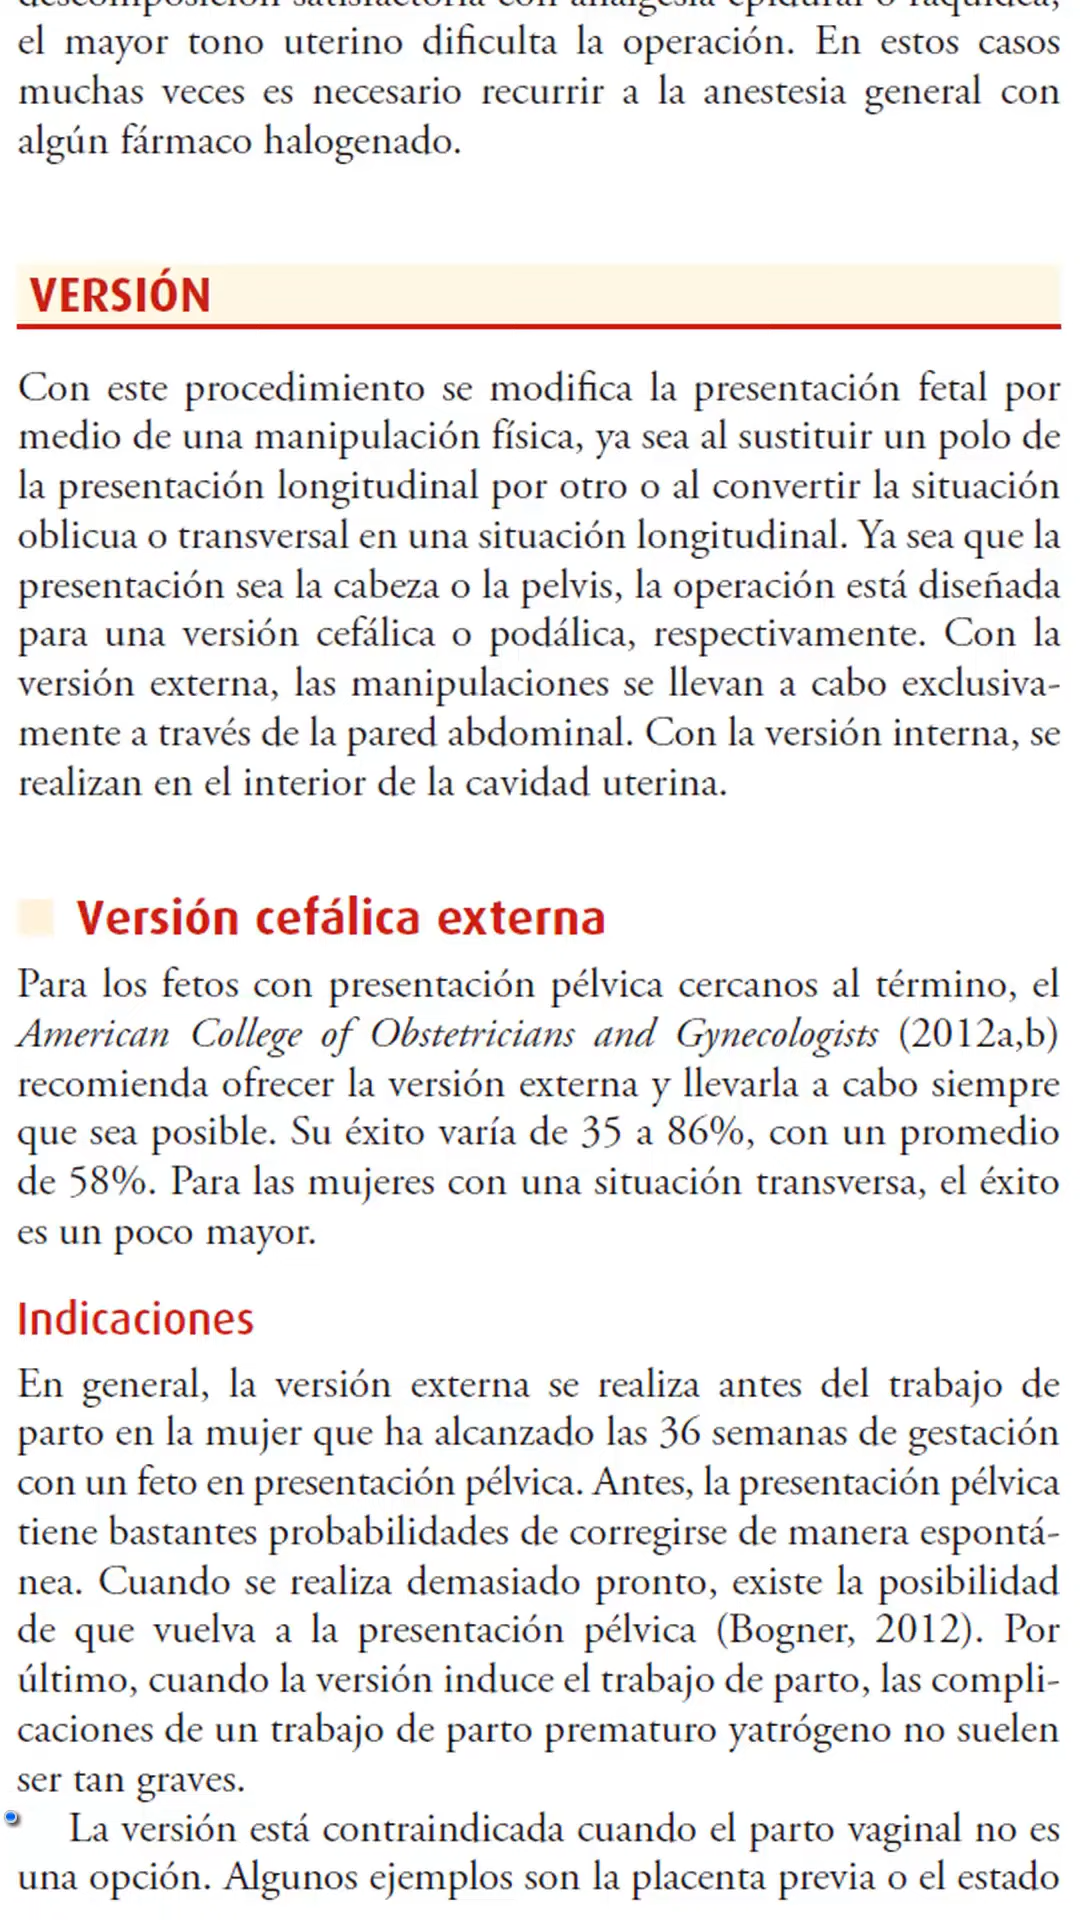 descomposición satisfactoria con analgesia epidural o raquídea,
el mayor tono uterino dificulta la operación. En estos casos
muchas veces es necesario recurrir a la anestesia general con
algún fármaco halogenado.
VERSIÓN
Con este procedimiento se modifica la presentación fetal por
medio de una manipulación física, ya sea al sustituir un polo de
la presentación longitudinal por otro o al convertir la situación
oblicua o transversal en una situación longitudinal. Ya sea que la
presentación sea la cabeza o la pelvis, la operación está diseñada
para una versión cefálica o podálica, respectivamente. Con la
versión externa, las manipulaciones se llevan a cabo exclusiva-
mente a través de la pared abdominal. Con la versión interna, se
realizan en el interior de la cavidad uterina.
Versión cefálica externa
Para los fetos con presentación pélvica cercanos al término, el
American College of Obstetricians and Gynecologists (2012a,b)
recomienda ofrecer la versión externa y llevarla a cabo siempre
que sea posible. Su éxito varía de 35 a 86%, con un promedio
de 58%. Para las mujeres con una situación transversa, el éxito
es un poco mayor.
Indicaciones
En general, la versión externa se realiza antes del trabajo de
parto en la mujer que ha alcanzado las 36 semanas de gestación
con un feto en presentación pélvica. Antes, la presentación pélvica
tiene bastantes probabilidades de corregirse de manera espontá-
nea. Cuando se realiza demasiado pronto, existe la posibilidad
de que vuelva a la presentación pélvica (Bogner, 2012). Por
último, cuando la versión induce el trabajo de parto, las compli-
caciones de un trabajo de parto prematuro yatrógeno no suelen
ser tan graves.
La versión está contraindicada cuando el parto vaginal no es
una opción. Algunos ejemplos son la placenta previa o el estado